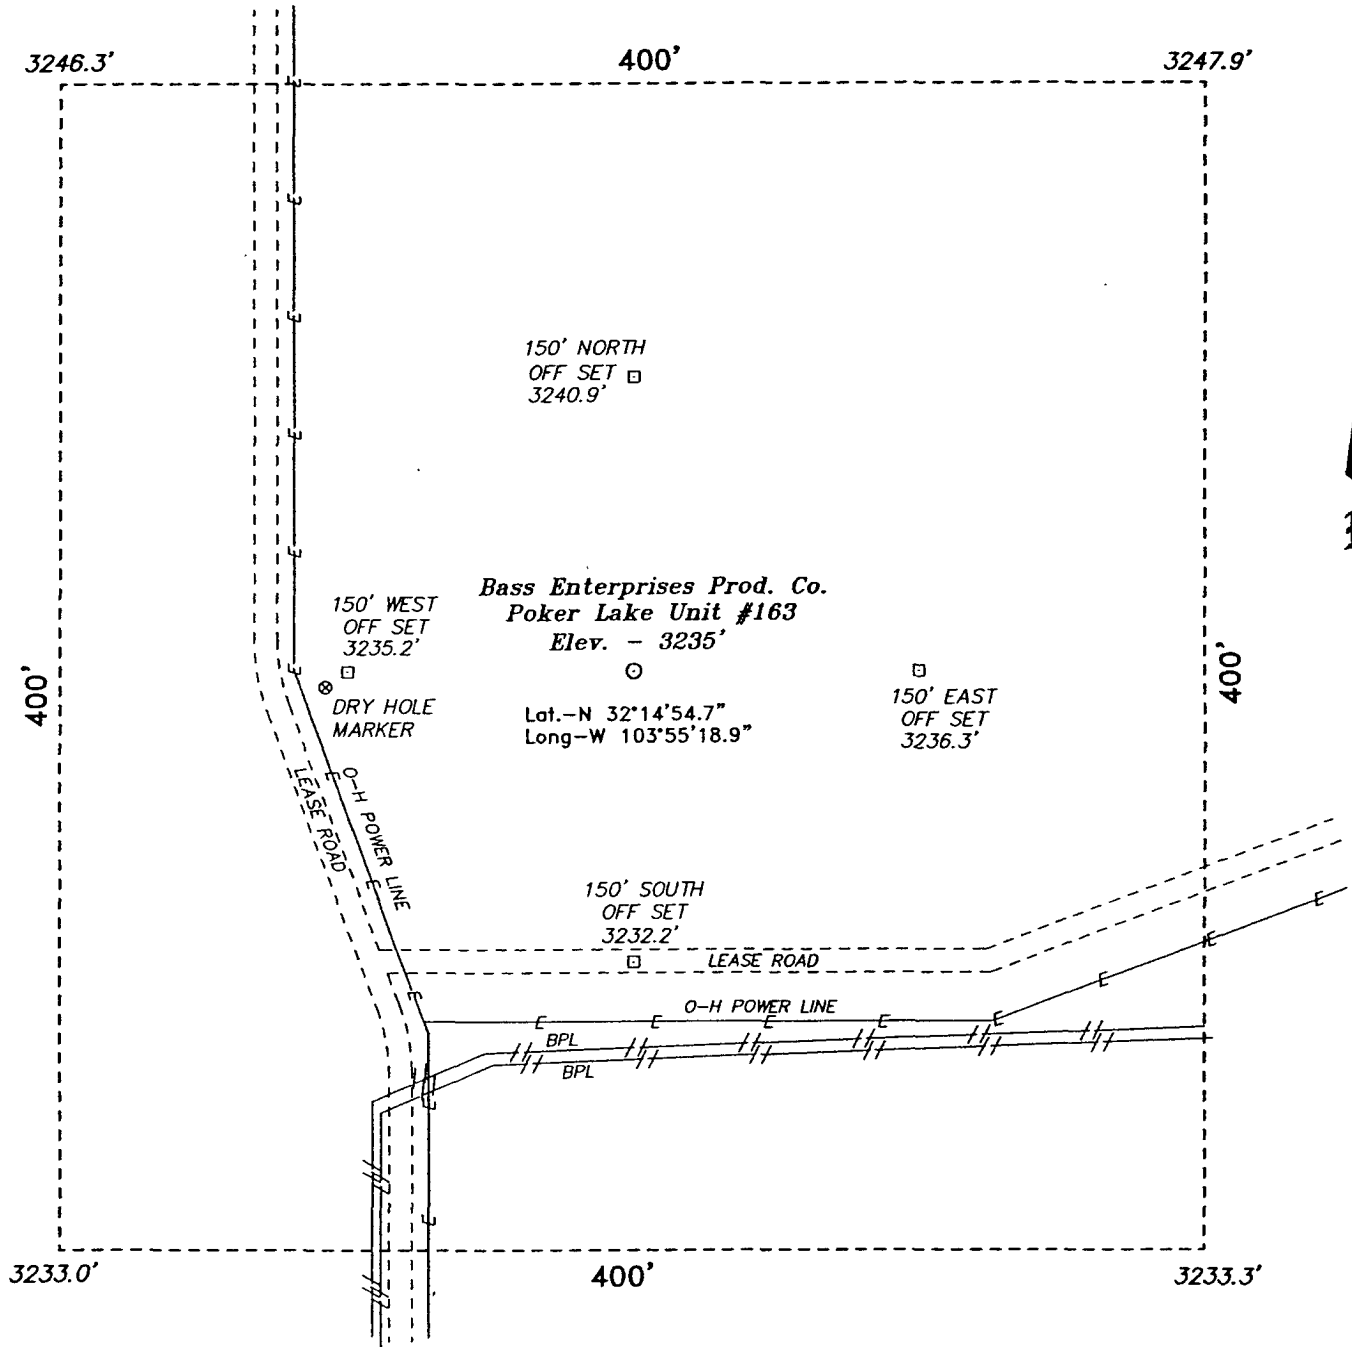 3246.3'
400'
3247.9'
150' NORTH
OFF SET
3240.9'
Bass Enterprises Prod. Co.
Poker Lake Unit #163
Elev. - 3235'
150' WEST
OFF SET
3235.2'
DRY HOLE
MARKER
Lat.-N 32°14'54.7"
Long-W 103°55'18.9"
150' EAST
OFF SET
3236.3'
400'
400'
LEASE ROAD
O-H POWER LINE
150' SOUTH
OFF SET
3232.2'
LEASE ROAD
O-H POWER LINE
BPL
BPL
3233.0'
400'
3233.3'